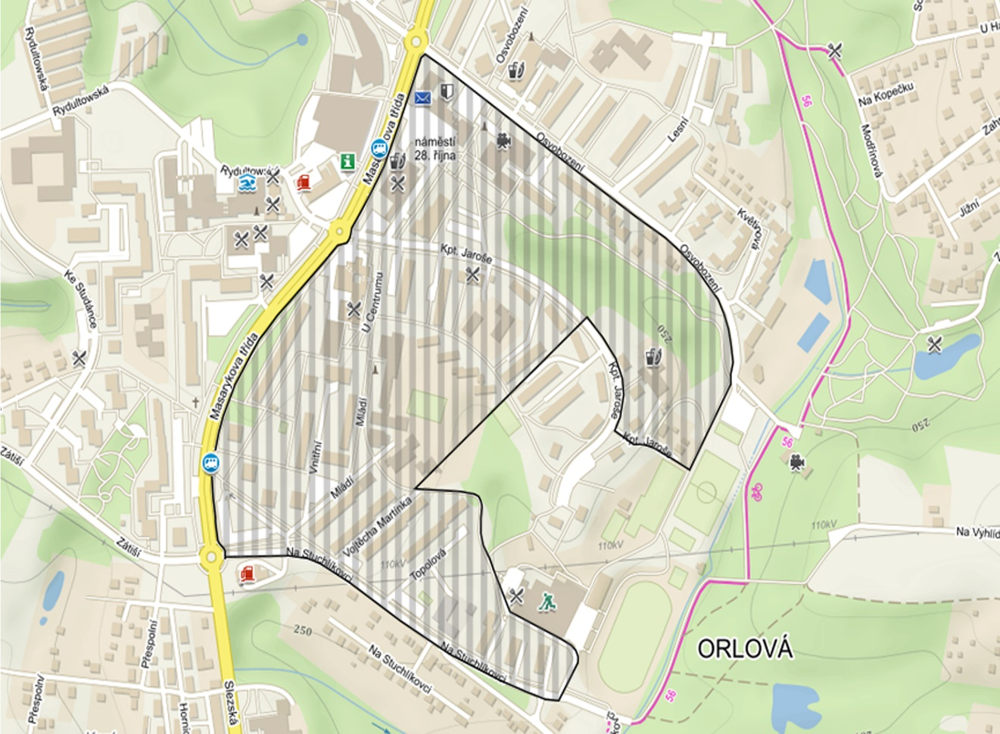 Rydultowská
Rydultowská
Rydultowská
Masarykova třída
náměstí
28. října
Osvobození
Osvobození
Osvobození
Lesní
Květinová
56
Na Kopečku
Modřínová
Jižní
U Centrumu
Kpt. Jaroše
Kpt. Jaroše
Kpt. Jaroše
250
Ke Studánce
Masarykova třída
Mládí
Mládí
Vnitřní
Vojtěcha Martínka
Topolová
Na Stuchlíkovci
110kV
Zátiší
Zátiší
250
56
110kV
110kV
Na Stuchlíkovci
Na Stuchlíkovci
250
ORLOVÁ
56
Přespolní
Přespolní
Slezská
250